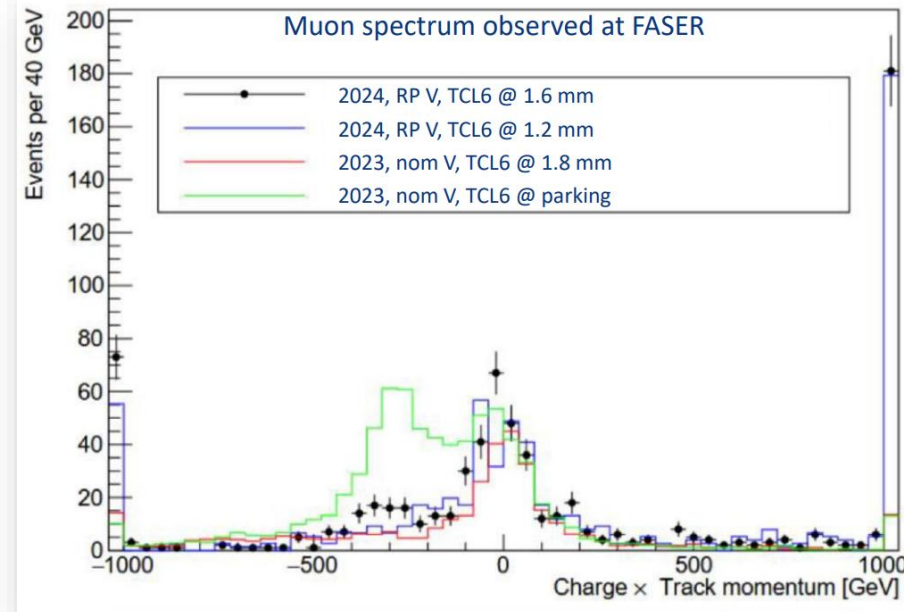 Muon spectrum observed at FASER
Events per 40 GeV
200
180
160
140
120
100
80
60
40
20
0
2024, RP V, TCL6 @ 1.6 mm
2024, RP V, TCL6 @ 1.2 mm
2023, nom V, TCL6 @ 1.8 mm
2023, nom V, TCL6 @ parking
−1000 −500 0 500 1000
Charge × Track momentum [GeV]